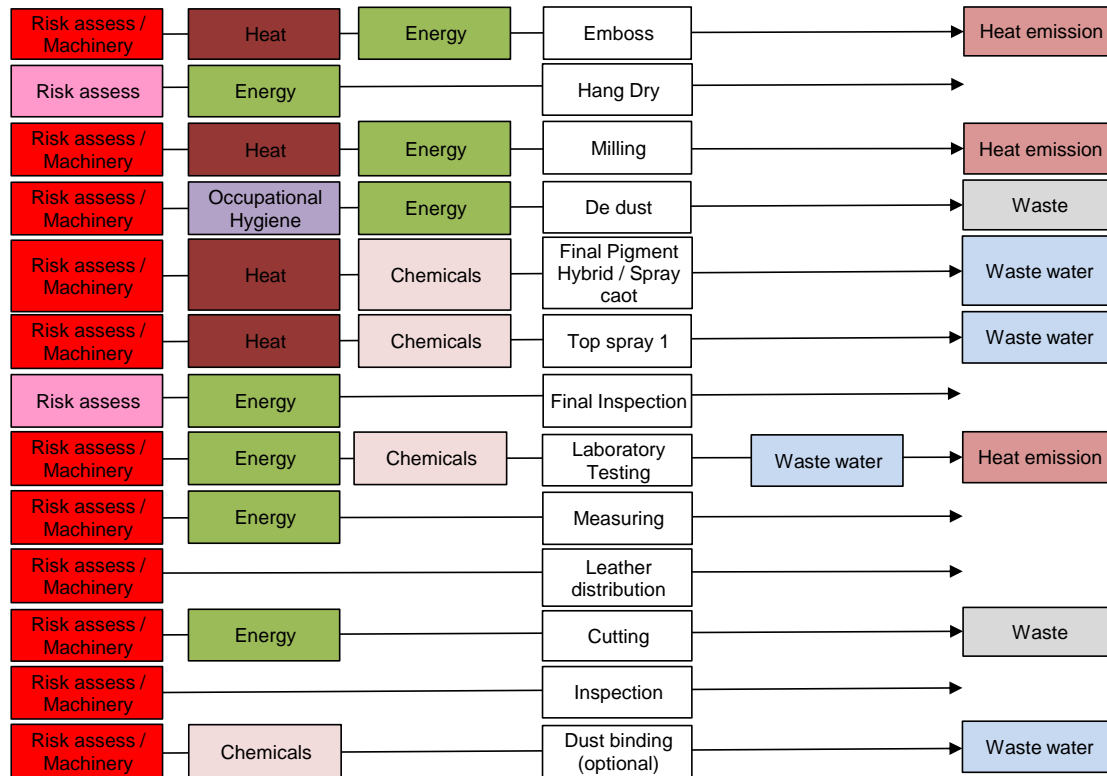 Risk assess /
Machinery
Heat
Energy
Emboss
Heat emission
Risk assess
Energy
Hang Dry
Risk assess /
Machinery
Heat
Energy
Milling
Heat emission
Risk assess /
Machinery
Occupational
Hygiene
Energy
De dust
Waste
Risk assess /
Machinery
Heat
Chemicals
Final Pigment
Hybrid / Spray
caot
Waste water
Risk assess /
Machinery
Heat
Chemicals
Top spray 1
Waste water
Risk assess
Energy
Final Inspection
Risk assess /
Machinery
Energy
Chemicals
Laboratory
Testing
Waste water
Heat emission
Risk assess /
Machinery
Energy
Measuring
Risk assess /
Machinery
Leather
distribution
Risk assess /
Machinery
Energy
Cutting
Waste
Risk assess /
Machinery
Inspection
Risk assess /
Machinery
Chemicals
Dust binding
(optional)
Waste water